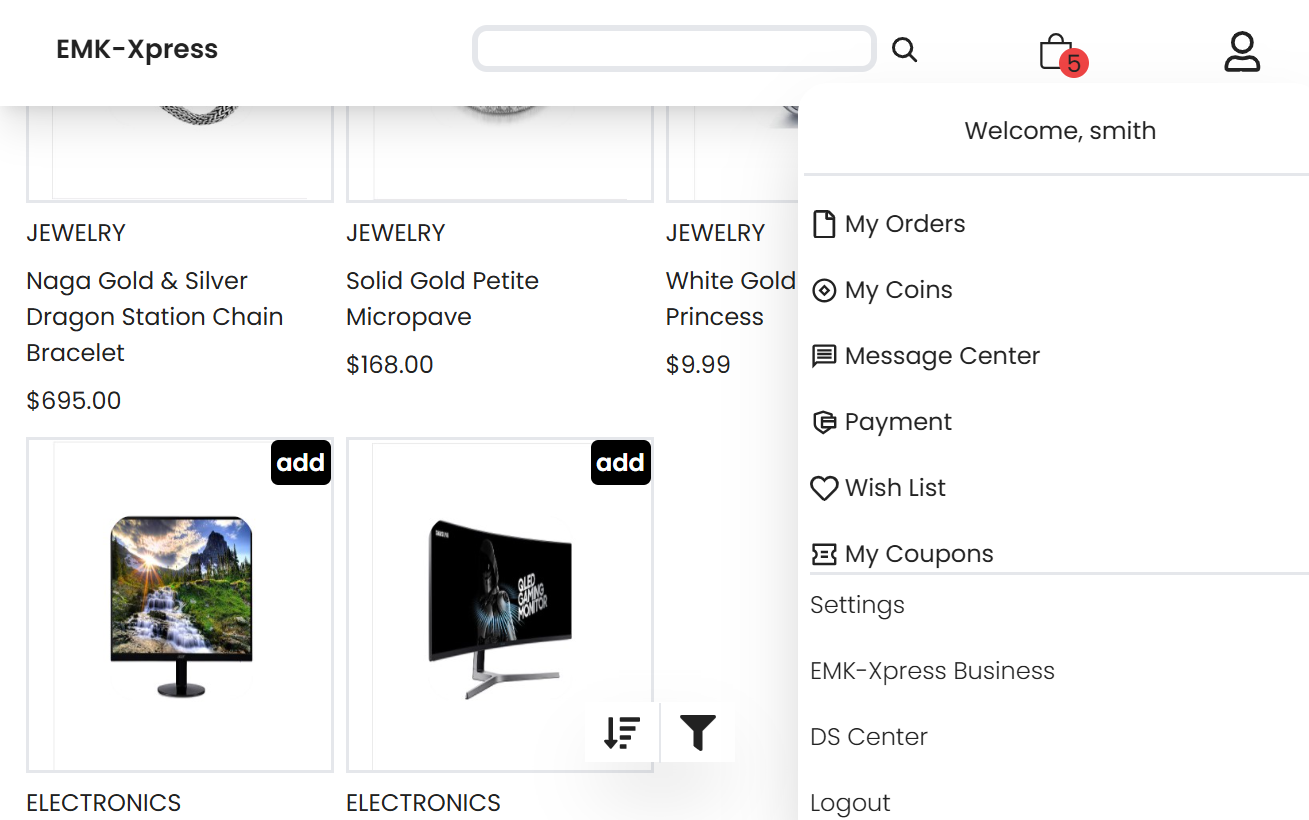 EMK-Xpress
5
Welcome, smith
My Orders
My Coins
Message Center
Payment
Wish List
My Coupons
Settings
EMK-Xpress Business
DS Center
Logout
JEWELRY
Naga Gold & Silver
Dragon Station Chain
Bracelet
$695.00
JEWELRY
Solid Gold Petite
Micropave
$168.00
JEWELRY
White Gold
Princess
$9.99
add
ELECTRONICS
add
QLED
GAMING
MONITOR
ELECTRONICS